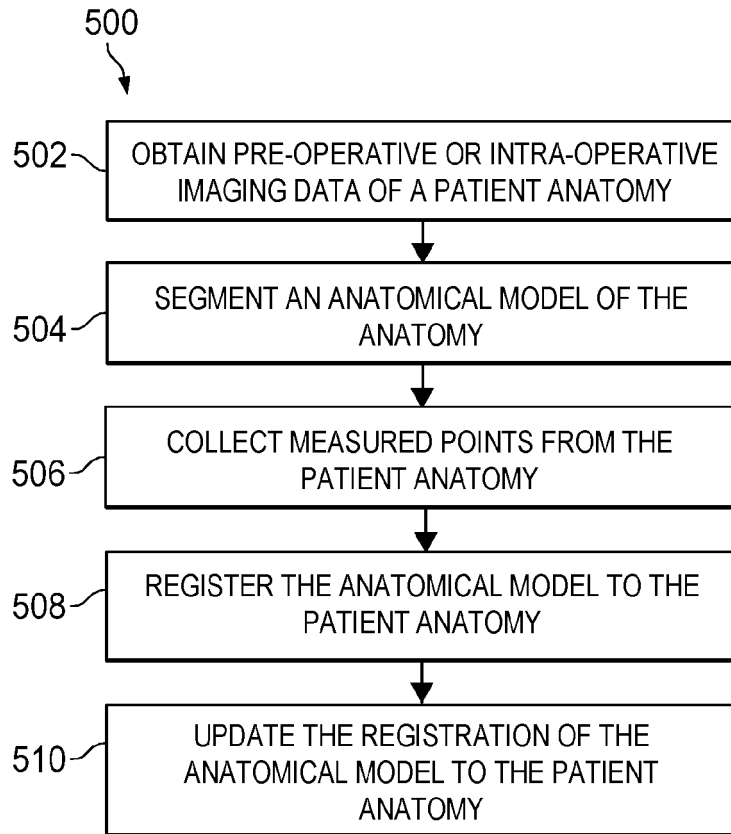 500
502
OBTAIN PRE-OPERATIVE OR INTRA-OPERATIVE
IMAGING DATA OF A PATIENT ANATOMY
504
SEGMENT AN ANATOMICAL MODEL OF THE
ANATOMY
506
COLLECT MEASURED POINTS FROM THE
PATIENT ANATOMY
508
REGISTER THE ANATOMICAL MODEL TO THE
PATIENT ANATOMY
510
UPDATE THE REGISTRATION OF THE
ANATOMICAL MODEL TO THE PATIENT
ANATOMY